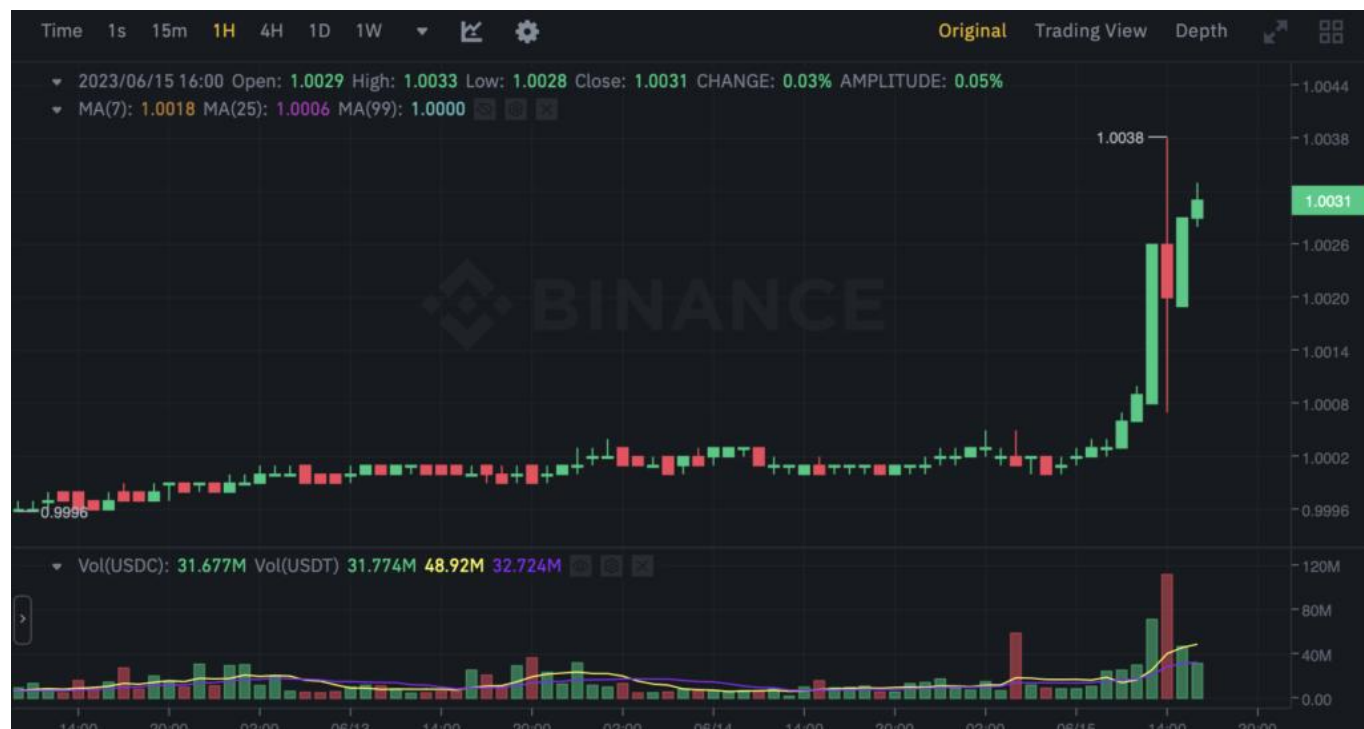 Time 1s 15m 1H 4H 1D 1W Original Trading View Depth
2023/06/15 16:00 Open: 1.0029 High: 1.0033 Low: 1.0028 Close: 1.0031 CHANGE: 0.03% AMPLITUDE: 0.05%
MA(7): 1.0018 MA(25): 1.0006 MA(99): 1.0000
1.0044
1.0038
1.0038
1.0031
1.0026
BINANCE
1.0020
1.0014
1.0008
1.0002
0.9996
0.9996
Vol(USDC): 31.677M Vol(USDT) 31.774M 48.92M 32.724M
120M
80M
40M
0.00
14:00 20:00 02:00 06/13 14:00 20:00 02:00 06/14 14:00 20:00 02:00 06/15 14:00 20:00